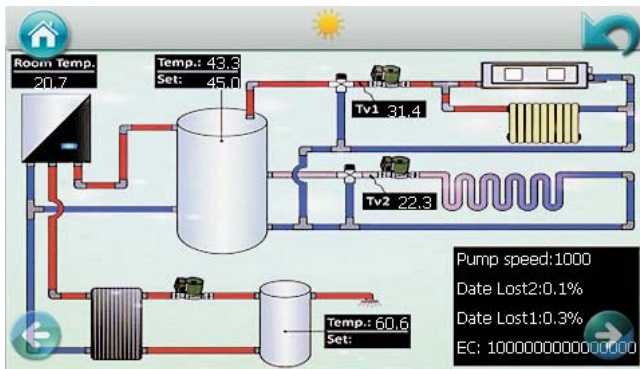 Room Temp.
20.7
Temp.: 43.3
Set: 45.0
Tv1 31.4
Tv2 22.3
Temp.: 60.6
Set:
Pump speed:1000
Date Lost2:0.1%
Date Lost1:0.3%
EC: 1000000000000000